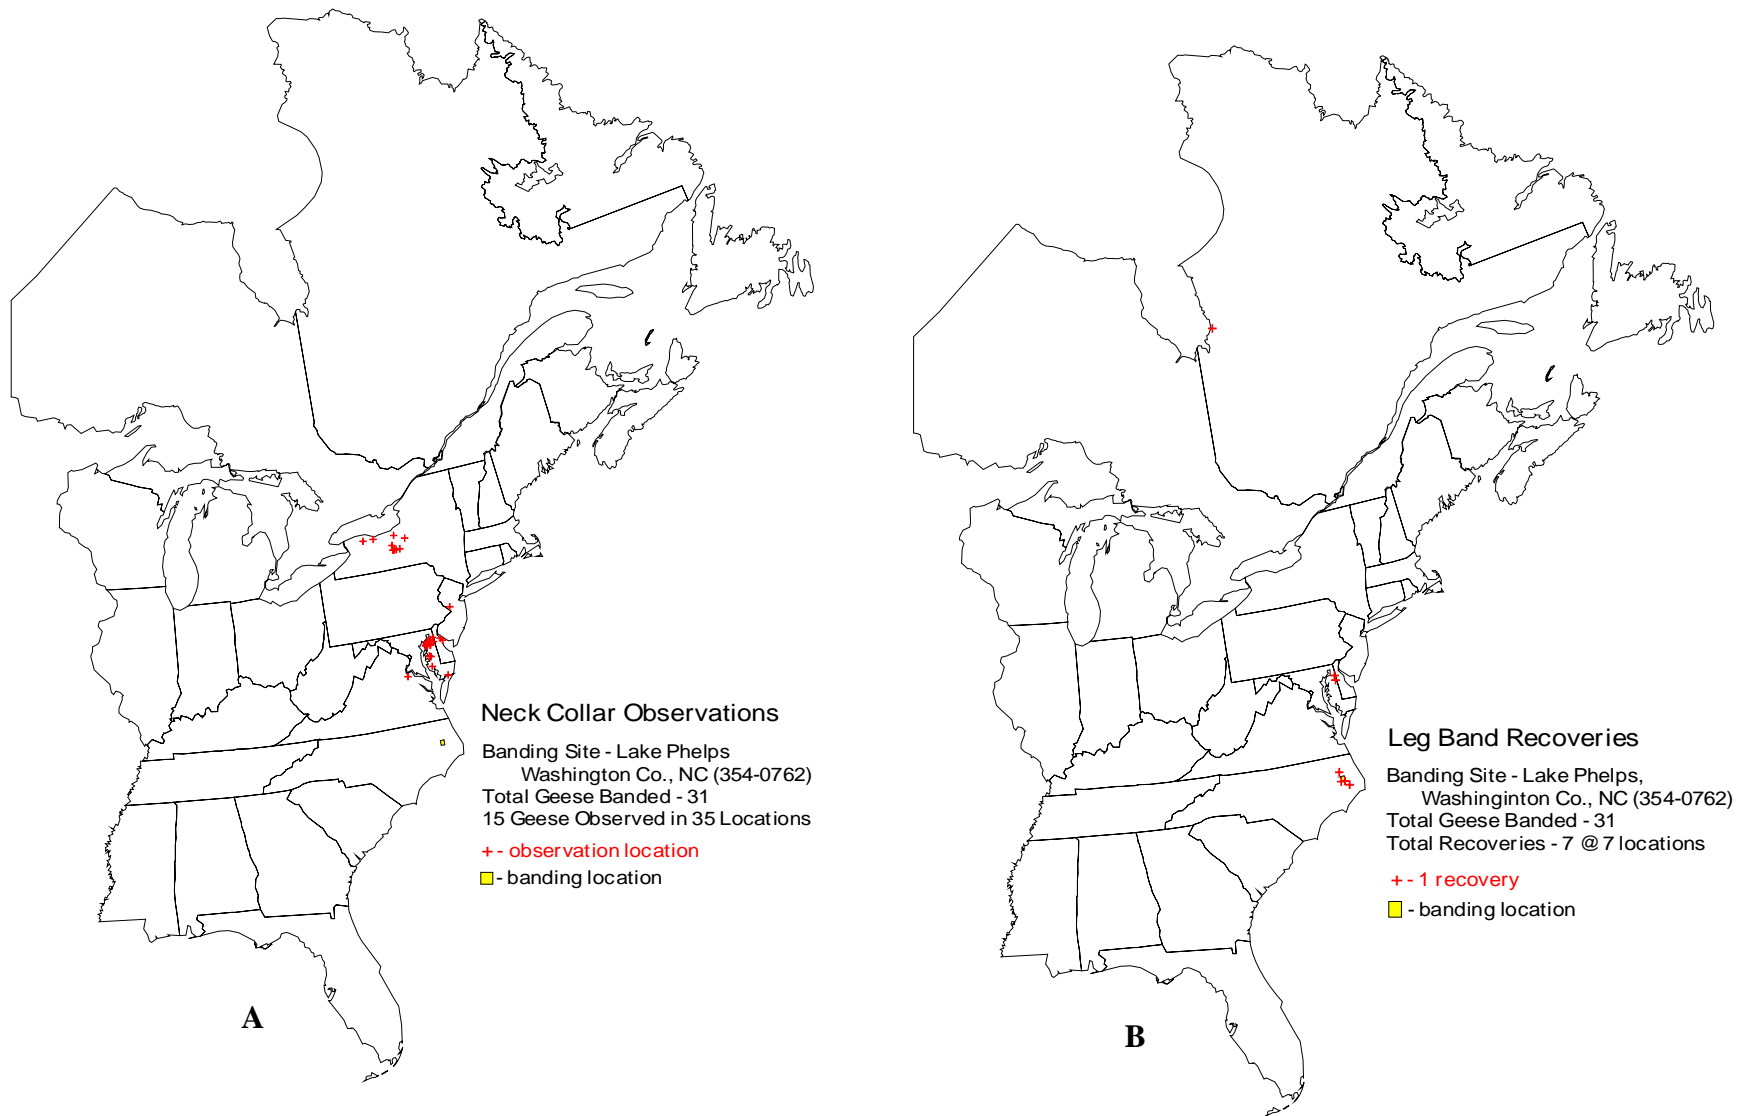 Neck Collar Observations
Banding Site - Lake Phelps
Washington Co., NC (354-0762)
Total Geese Banded - 31
15 Geese Observed in 35 Locations
+ - observation location
- banding location
A
Leg Band Recoveries
Banding Site - Lake Phelps,
Washinginton Co., NC (354-0762)
Total Geese Banded - 31
Total Recoveries - 7 @ 7 locations
+ - 1 recovery
- banding location
B